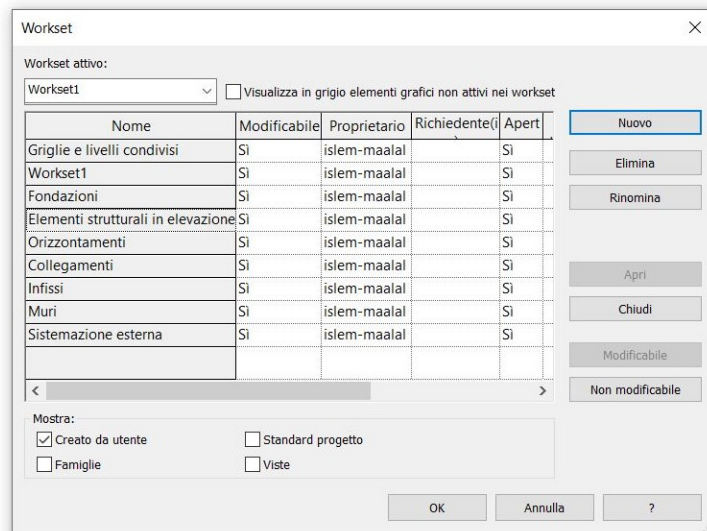 Workset
Workset attivo:
Workset1
Visualizza in grigio elementi grafici non attivi nei workset
Nome Modificabile Proprietario Richiedente(i Apert
Griglie e livelli condivisi Sì islem-maalal Sì
Workset1 Sì islem-maalal Sì
Fondazioni Sì islem-maalal Sì
Elementi strutturali in elevazione Sì islem-maalal Sì
Orizzontamenti Sì islem-maalal Sì
Collegamenti Sì islem-maalal Sì
Infissi Sì islem-maalal Sì
Muri Sì islem-maalal Sì
Sistemazione esterna Sì islem-maalal Sì
Nuovo
Elimina
Rinomina
Apri
Chiudi
Modificabile
Non modificabile
Mostra:
Creato da utente Standard progetto
Famiglie Viste
OK Annulla ?